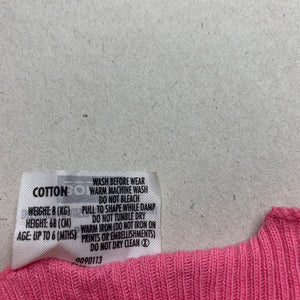 COTTON
WEIGHT: 8 (KG)
HEIGHT: 68 (CM)
AGE: UP TO 6 (MTHS)
WASH BEFORE WEAR
WARM MACHINE WASH
DO NOT BLEACH
PULL TO SHAPE WHILE DAMP
DO NOT TUMBLE DRY
WARM IRON (DO NOT IRON ON
PRINTS OR EMBELLISHMENTS)
DO NOT DRY CLEAN